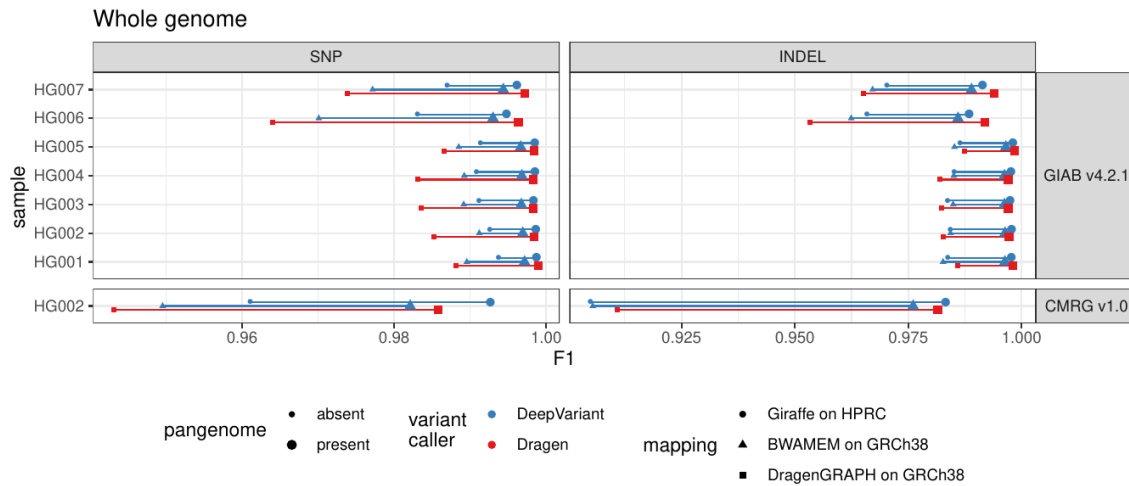 Whole genome
SNP
INDEL
HG007
HG006
HG005
HG004
HG003
HG002
HG001
HG002
sample
GIAB v4.2.1
CMRG v1.0
0.96
0.98
1.00
0.925
0.950
0.975
1.000
F1
pangenome
absent
present
variant
caller
DeepVariant
Dragen
mapping
Giraffe on HPRC
BWAMEM on GRCh38
DragenGRAPH on GRCh38